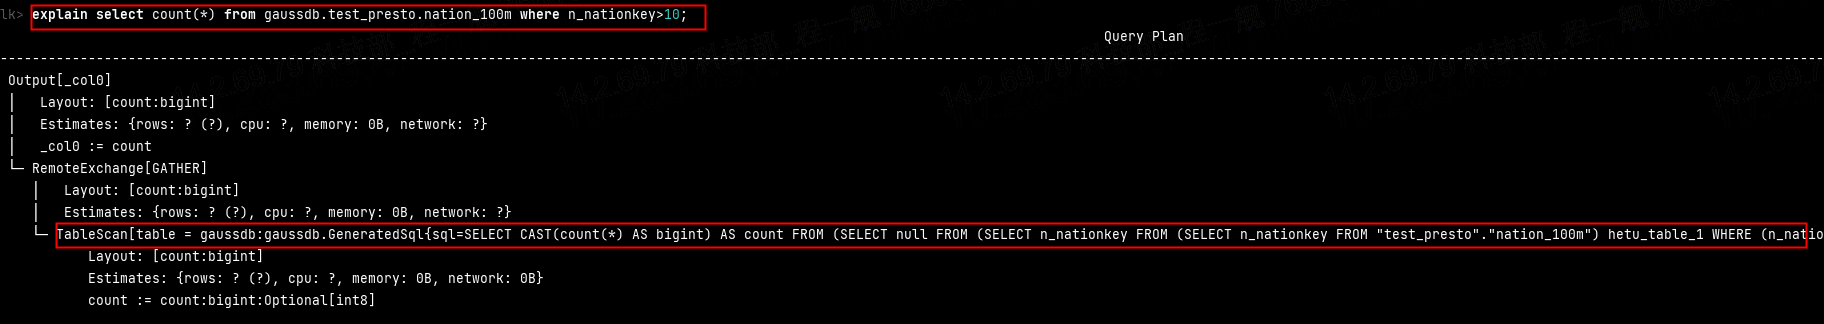 lk> explain select count(*) from gaussdb.test_presto.nation_100m where n_nationkey>10;
Query Plan
Output[_col0]
Layout: [count:bigint]
Estimates: {rows: ? (?), cpu: ?, memory: 0B, network: ?}
_col0 := count
RemoteExchange[GATHER]
Layout: [count:bigint]
Estimates: {rows: ? (?), cpu: ?, memory: 0B, network: ?}
TableScan[table = gaussdb:gaussdb.GeneratedSql{sql=SELECT CAST(count(*) AS bigint) AS count FROM (SELECT null FROM (SELECT n_nationkey FROM (SELECT n_nationkey FROM "test_presto"."nation_100m") hetu_table_1 WHERE (n_natio
Layout: [count:bigint]
Estimates: {rows: ? (?), cpu: ?, memory: 0B, network: 0B}
count := count:bigint:Optional[int8]